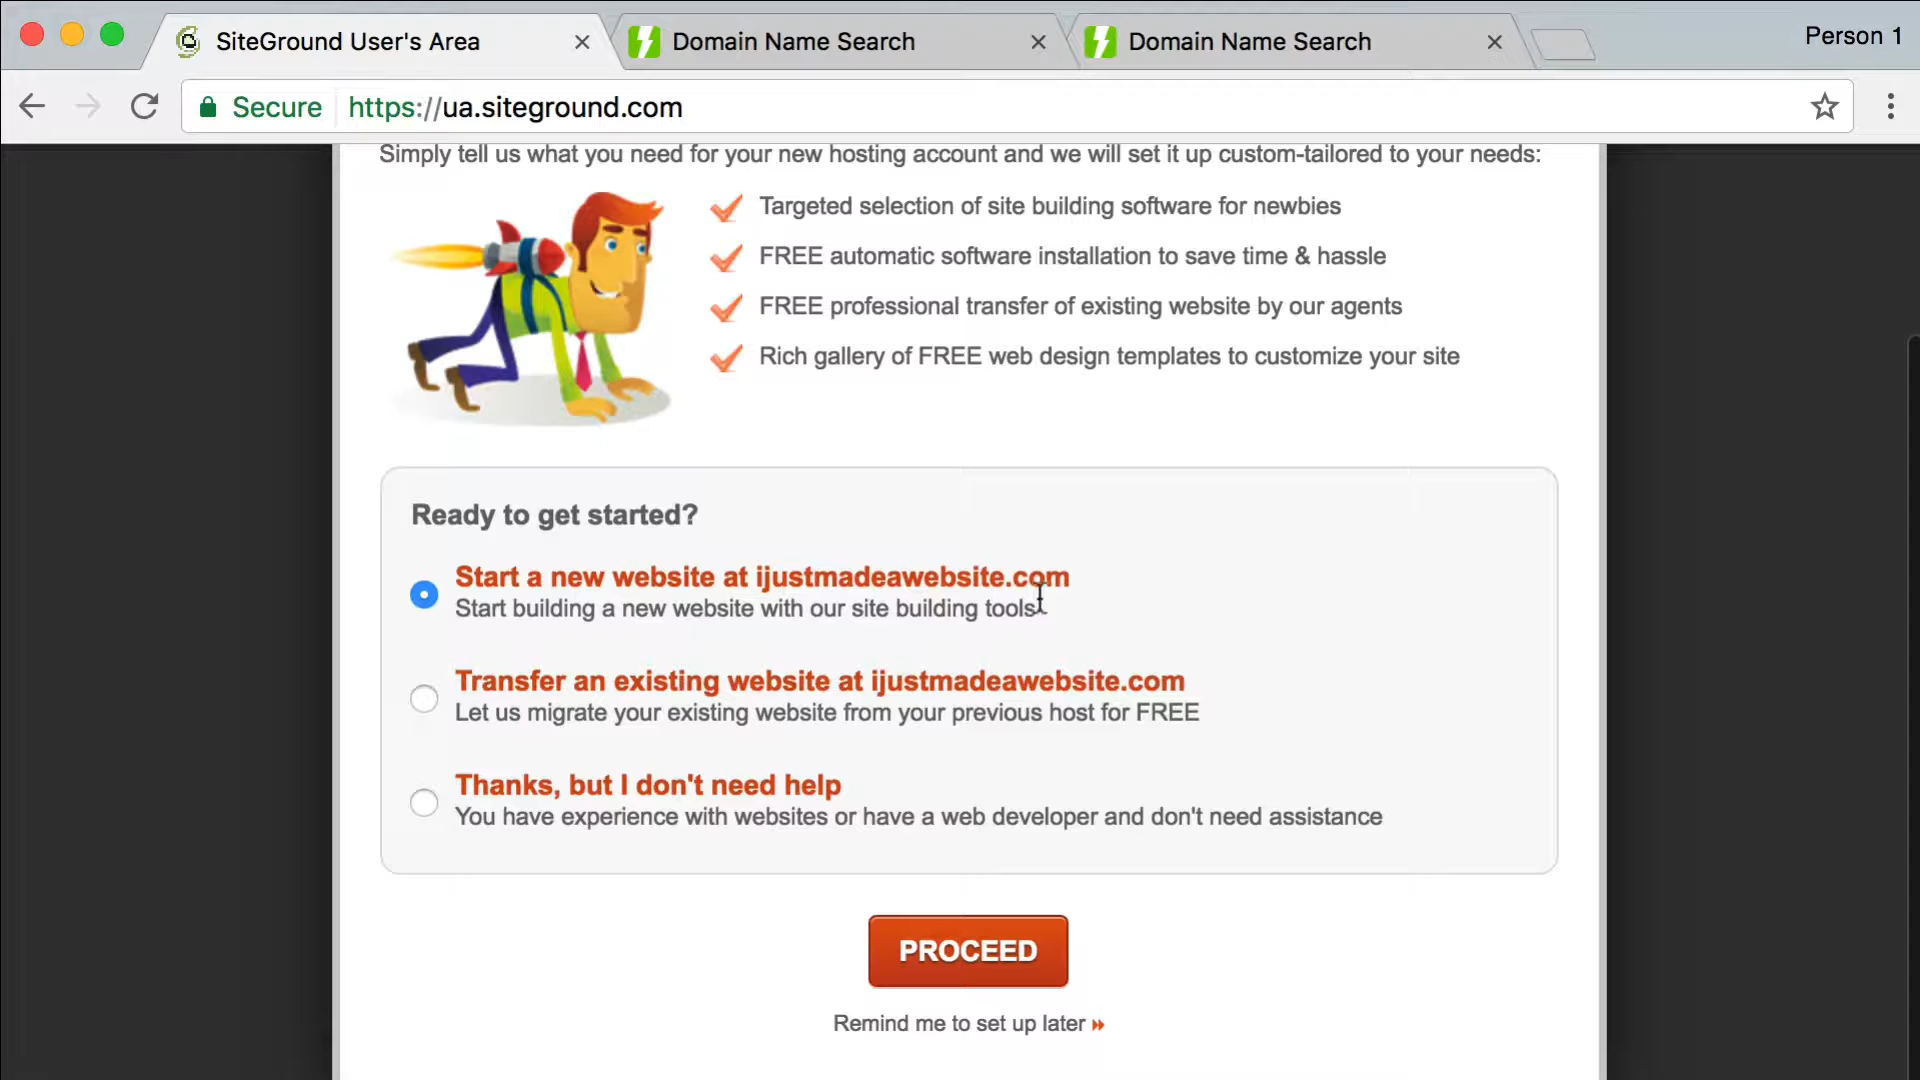 SiteGround User's Area
Domain Name Search
Domain Name Search
Person 1
Secure
https://ua.siteground.com
Simply tell us what you need for your new hosting account and we will set it up custom-tailored to your needs:
Targeted selection of site building software for newbies
FREE automatic software installation to save time & hassle
FREE professional transfer of existing website by our agents
Rich gallery of FREE web design templates to customize your site
Ready to get started?
Start a new website at ijustmadeawebsite.com
Start building a new website with our site building tools
Transfer an existing website at ijustmadeawebsite.com
Let us migrate your existing website from your previous host for FREE
Thanks, but I don't need help
You have experience with websites or have a web developer and don't need assistance
PROCEED
Remind me to set up later